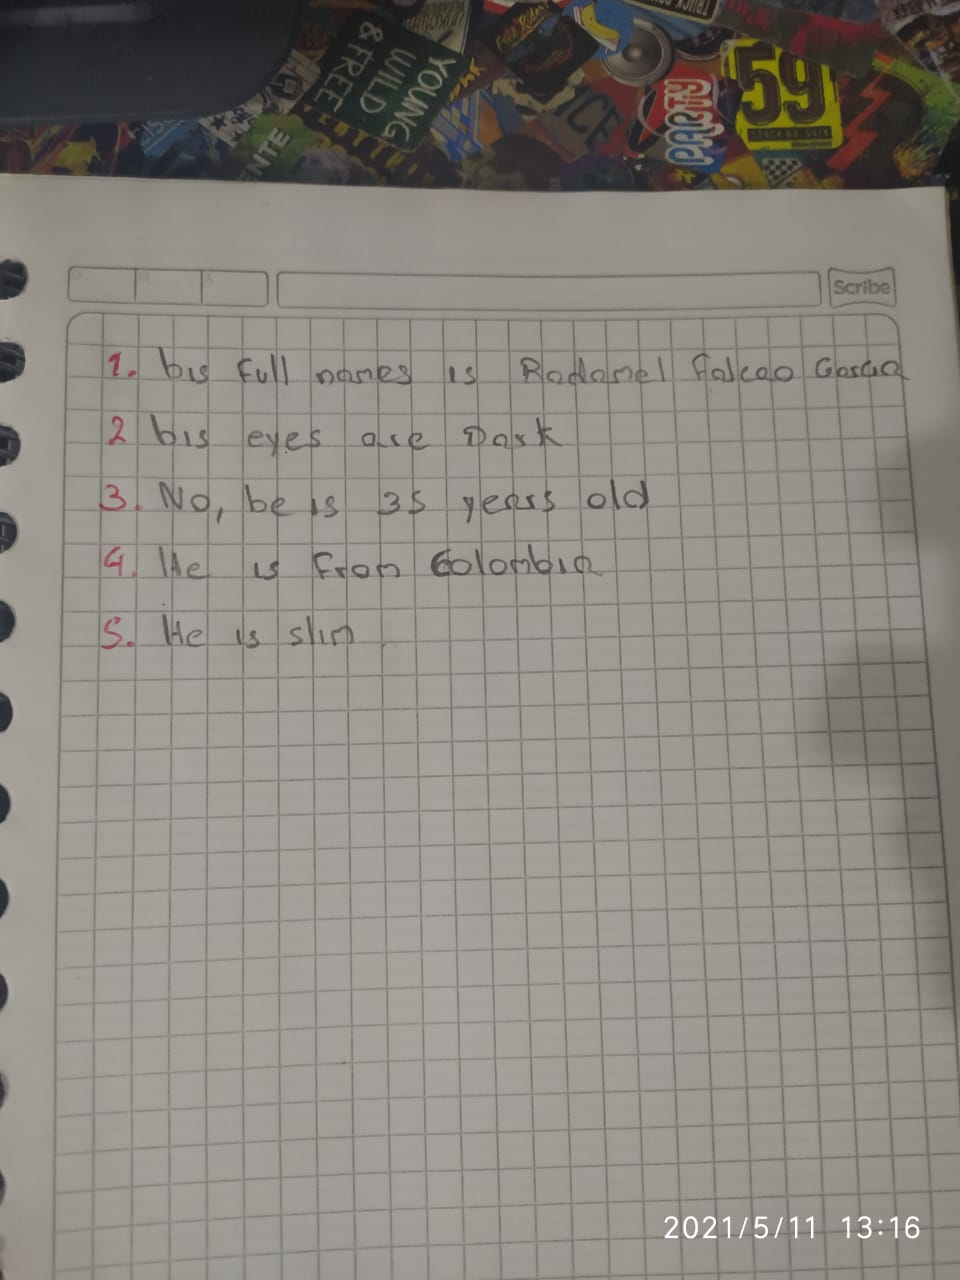 YOUNG
WILD
& FREE
ICE
59
ENTE
Scribe
1. his full names is Radamel falcao Garcia
2 his eyes are Dark
3. No, he is 35 years old
4. He is From Colombia
5. He is slim.
2021/5/11 13:16